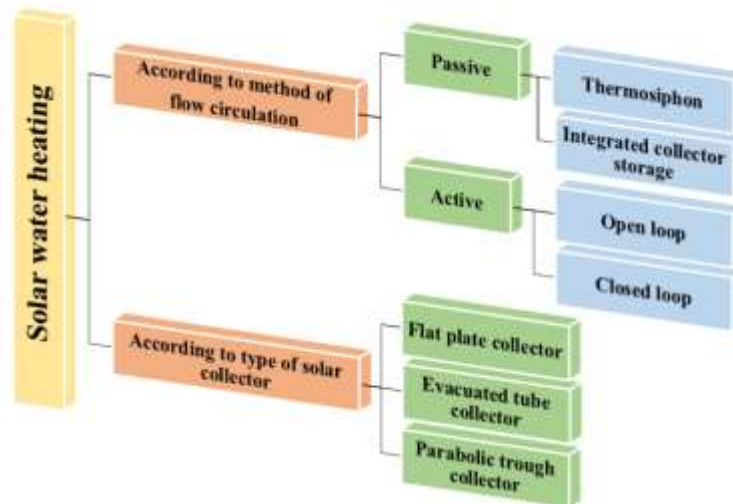 Solar water heating
According to method of
flow circulation
Passive
Thermosiphon
Integrated collector
storage
Active
Open loop
Closed loop
According to type of solar
collector
Flat plate collector
Evacuated tube
collector
Parabolic trough
collector